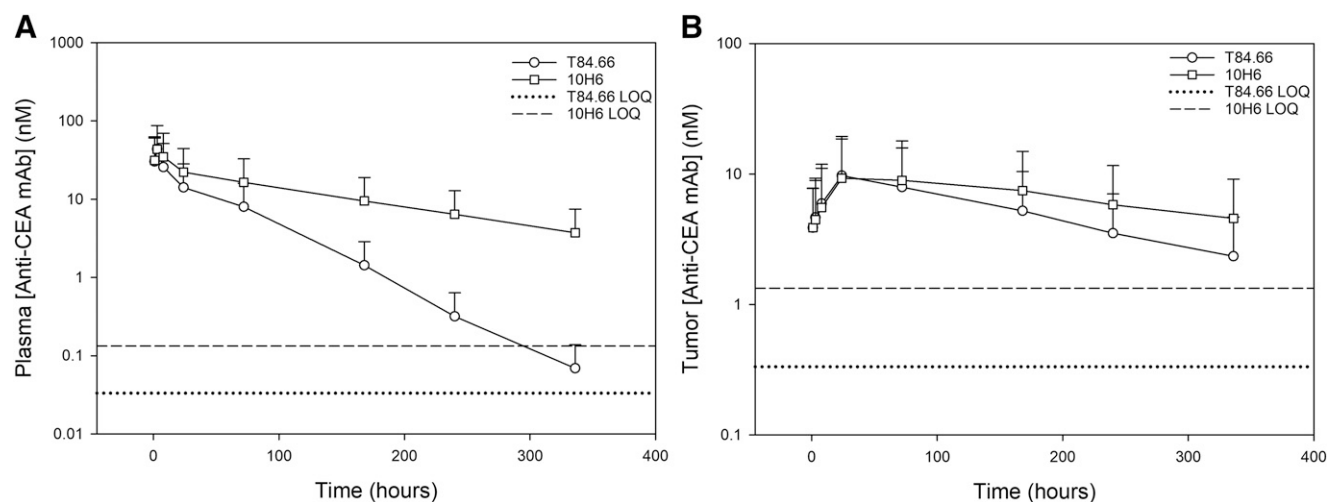 A
Plasma [Anti-CEA mAb] (nM)
1000
100
10
1
0.1
0.01
T84.66
10H6
T84.66 LOQ
10H6 LOQ
0
100
200
300
400
Time (hours)
B
Tumor [Anti-CEA mAb] (nM)
100
10
1
0.1
T84.66
10H6
T84.66 LOQ
10H6 LOQ
0
100
200
300
400
Time (hours)